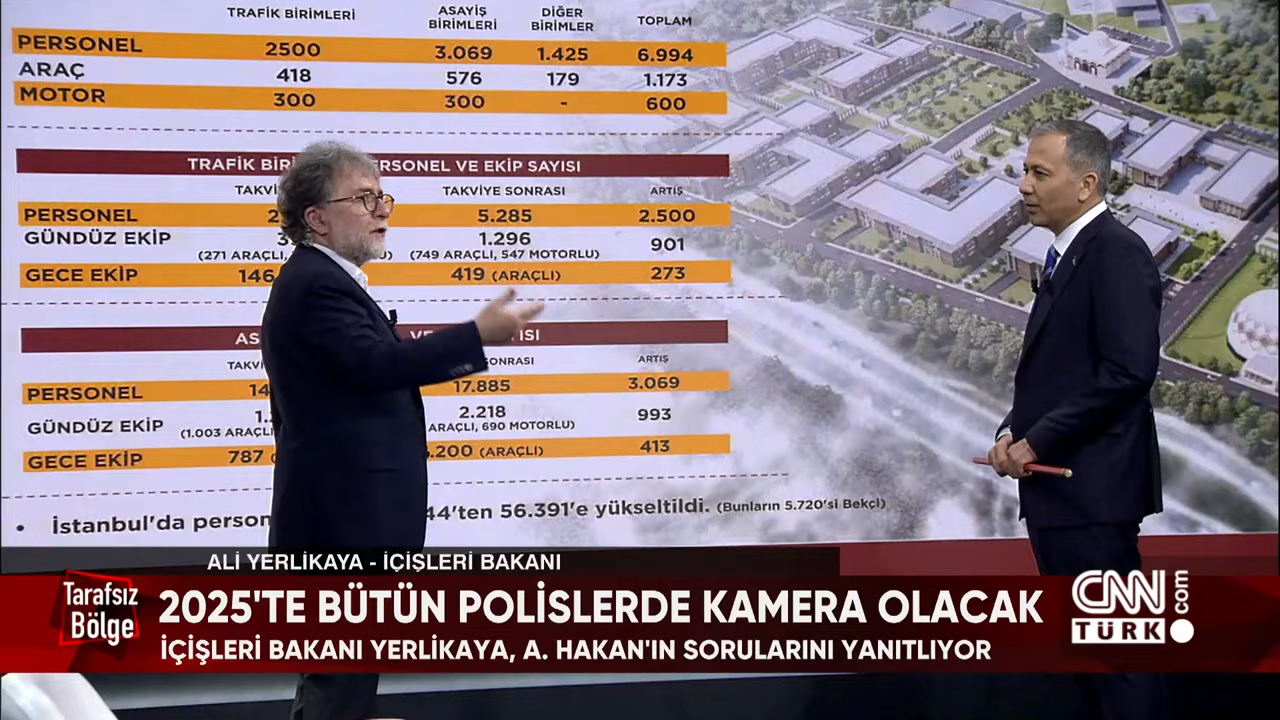 TRAFİK BİRİMLERİ ASAYİŞ BİRİMLERİ DİĞER BİRİMLER TOPLAM
PERSONEL 2500 3.069 1.425 6.994
ARAÇ 418 576 179 1.173
MOTOR 300 300 - 600
TRAFİK PERSONEL VE EKİP SAYISI
TAKVİYE SONRASI ARTIŞ
PERSONEL 5.285 2.500
GÜNDÜZ EKİP 1.296 901
(271 ARAÇLI, (749 ARAÇLI, 547 MOTORLU)
GECE EKİP 146 419 (ARAÇLI) 273
SONRASI ARTIŞ
PERSONEL 17.885 3.069
GÜNDÜZ EKİP 2.218 993
(1.003 ARAÇLI ARAÇLI, 690 MOTORLU)
GECE EKİP 787 .200 (ARAÇLI) 413
• İstanbul'da 44'ten 56.391'e yükseltildi. (Bunların 5.720'si Bekçi)
ALİ YERLİKAYA - İÇİŞLERİ BAKANI
Tarafsız
Bölge
2025'TE BÜTÜN POLİSLERDE KAMERA OLACAK
İÇİŞLERİ BAKANI YERLİKAYA, A. HAKAN'IN SORULARINI YANITLIYOR
CNN
TÜRK
.com